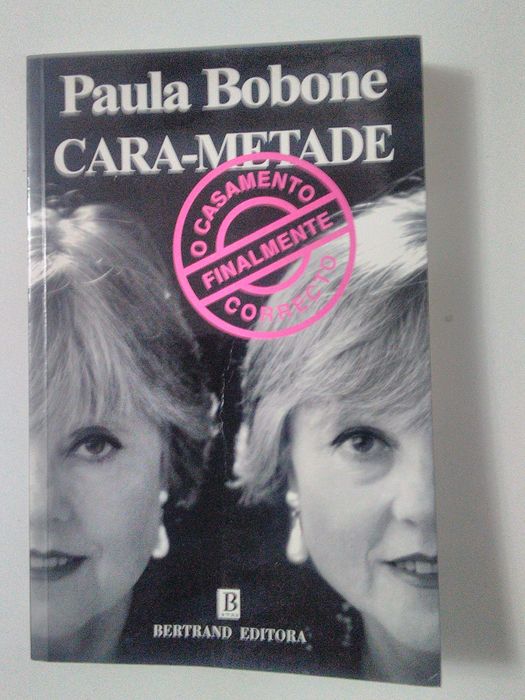 Paula Bobone
CARA-METADE
O CASAMENTO
FINALMENTE
CORRECTO
B
BERTRAND EDITORA